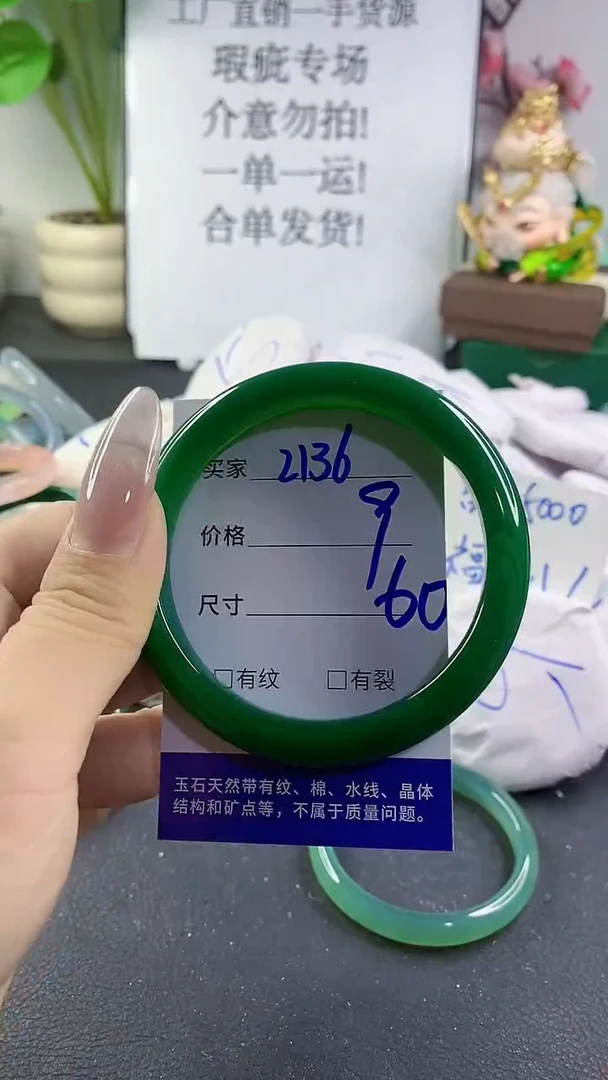 工厂直销一手货源
瑕疵专场
介意勿拍!
一单一运!
合单发货!
买家 2136
价格 9
尺寸 60
□有纹 □有裂
玉石天然带有纹、棉、水线、晶体
结构和矿点等，不属于质量问题。
6000
福